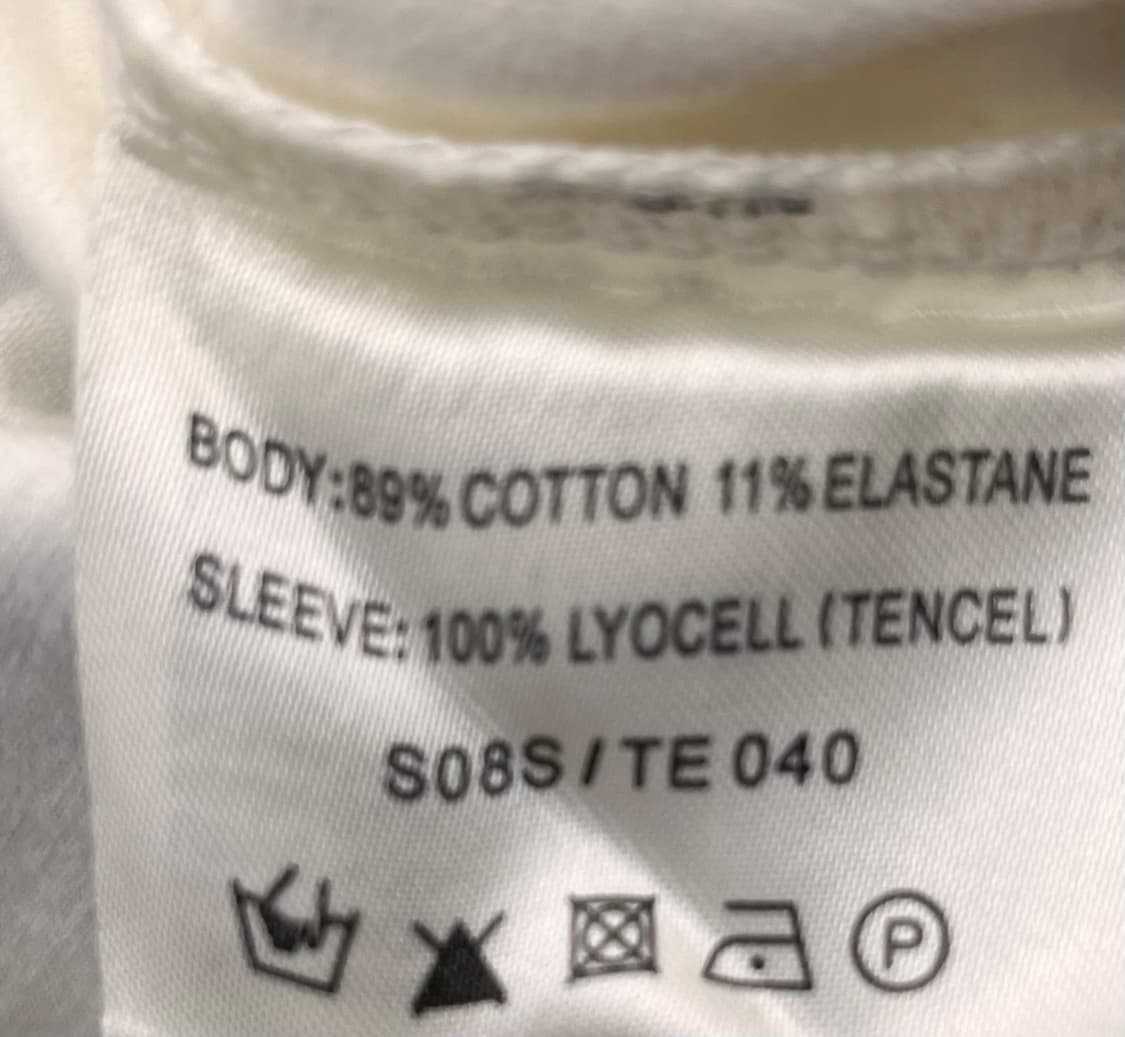 BODY:89% COTTON 11% ELASTANE
SLEEVE: 100% LYOCELL (TENCEL)
S08S / TE 040
P